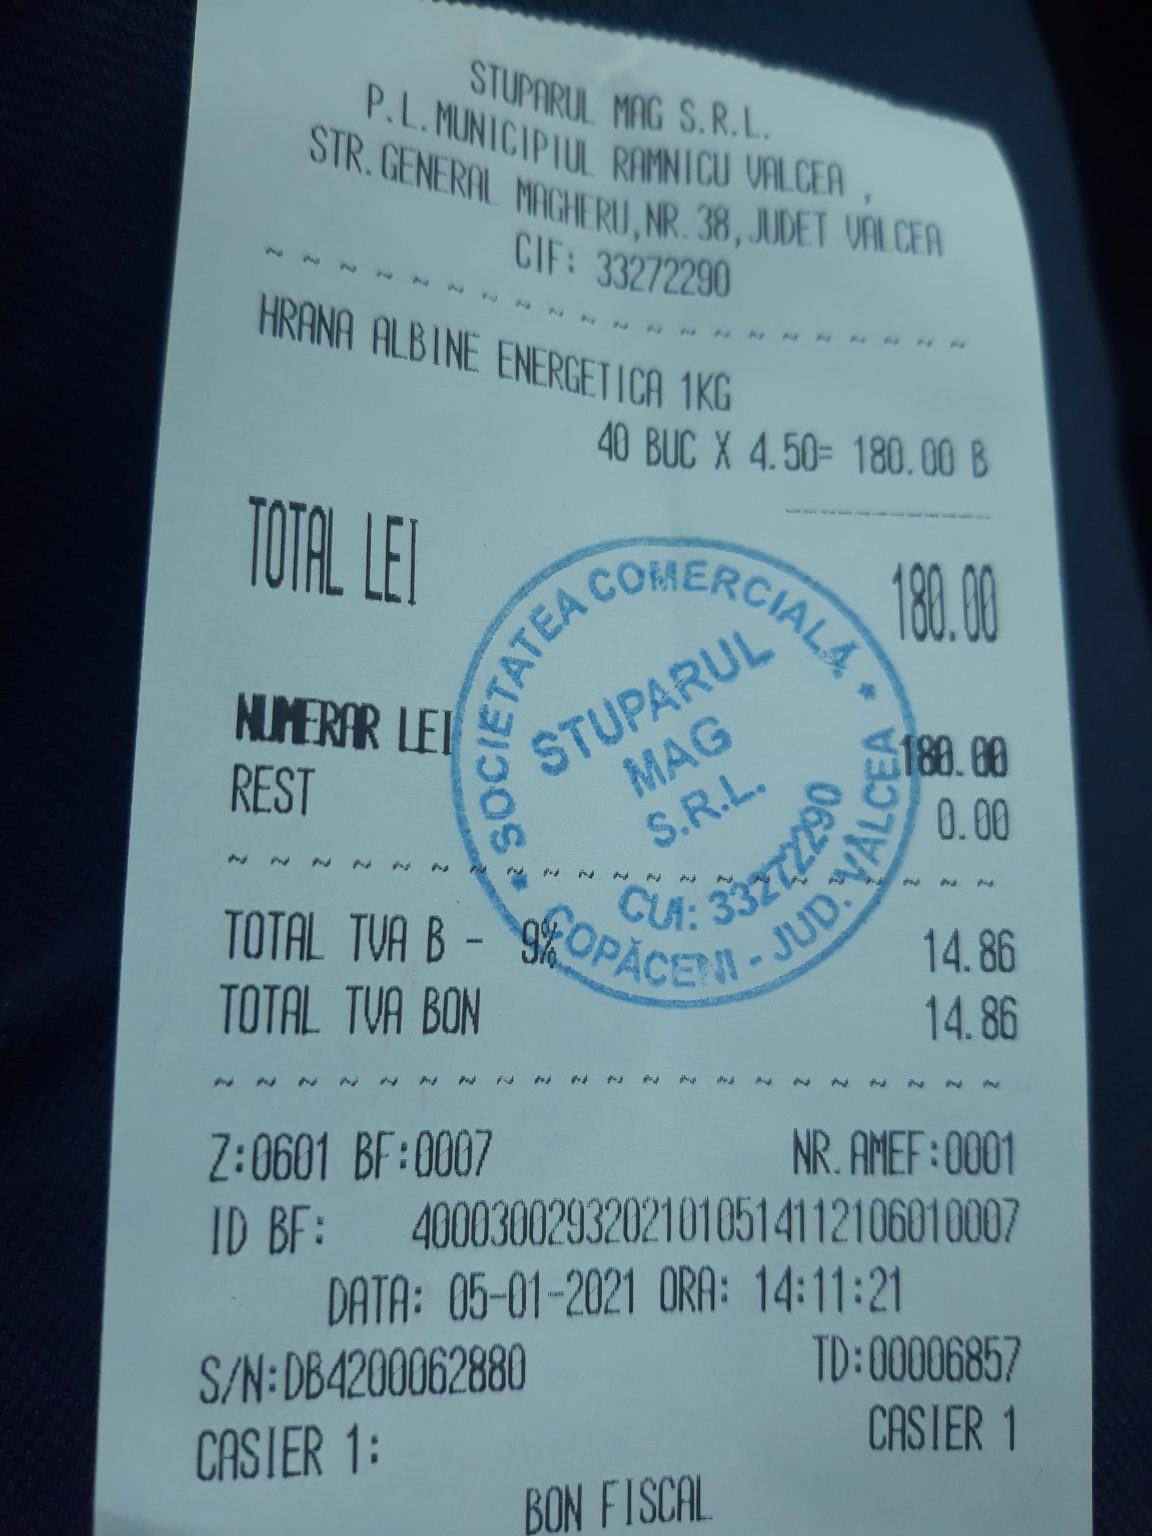 STUPARUL MAG S.R.L.
P.L.MUNICIPIUL RAMNICU VALCEA ,
STR.GENERAL MAGHERU,NR.38,JUDET VALCEA
CIF: 33272290
~ ~ ~ ~ ~ ~ ~ ~ ~ ~ ~ ~ ~ ~ ~ ~ ~ ~ ~ ~
HRANA ALBINE ENERGETICA 1KG
40 BUC X 4.50= 180.00 B
TOTAL LEI 180.00
NUMERAR LEI 180.00
REST 0.00
~ ~ ~ ~ ~ ~ ~ ~ ~ ~ ~ ~ ~ ~ ~ ~ ~ ~ ~ ~
TOTAL TVA B - 9% 14.86
TOTAL TVA BON 14.86
~ ~ ~ ~ ~ ~ ~ ~ ~ ~ ~ ~ ~ ~ ~ ~ ~ ~ ~ ~
Z:0601 BF:0007 NR.AMEF:0001
ID BF: 40003002932021010514112106010007
DATA: 05-01-2021 ORA: 14:11:21
S/N:DB4200062880 TD:00006857
CASIER 1: CASIER 1
BON FISCAL
SOCIETATEA COMERCIALĂ *
STUPARUL
MAG
S.R.L.
CUI: 33272290
* COPĂCENI - JUD. VÂLCEA